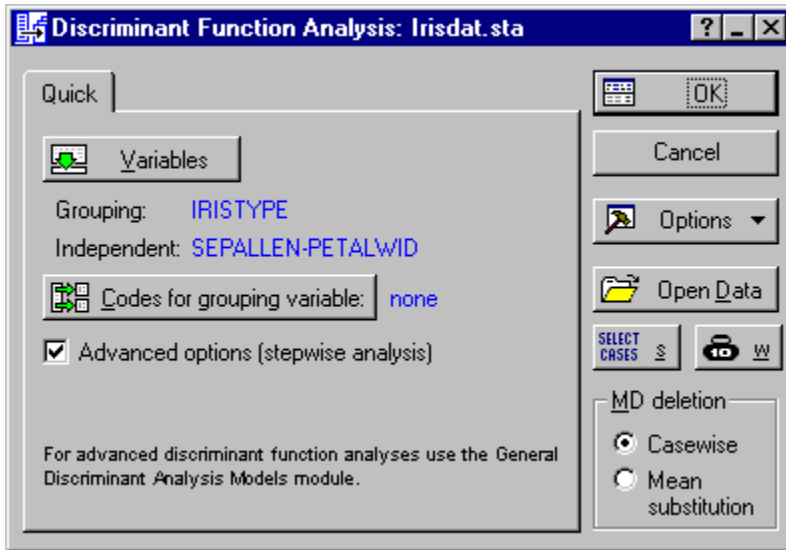 Discriminant Function Analysis: Irisdat.sta
Quick
OK
Variables
Cancel
Grouping: IRISTYPE
Independent: SEPALLEN-PETALWID
Options
Codes for grouping variable: none
Open Data
Advanced options (stepwise analysis)
SELECT CASES S
W
MD deletion
Casewise
Mean
substitution
For advanced discriminant function analyses use the General
Discriminant Analysis Models module.